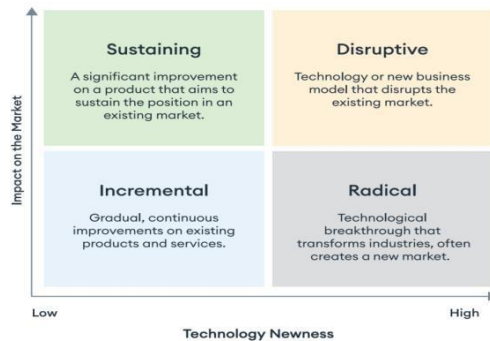 Impact on the Market
Sustaining
A significant improvement
on a product that aims to
sustain the position in an
existing market.
Disruptive
Technology or new business
model that disrupts the
existing market.
Incremental
Gradual, continuous
improvements on existing
products and services.
Radical
Technological
breakthrough that
transforms industries, often
creates a new market.
Low
High
Technology Newness